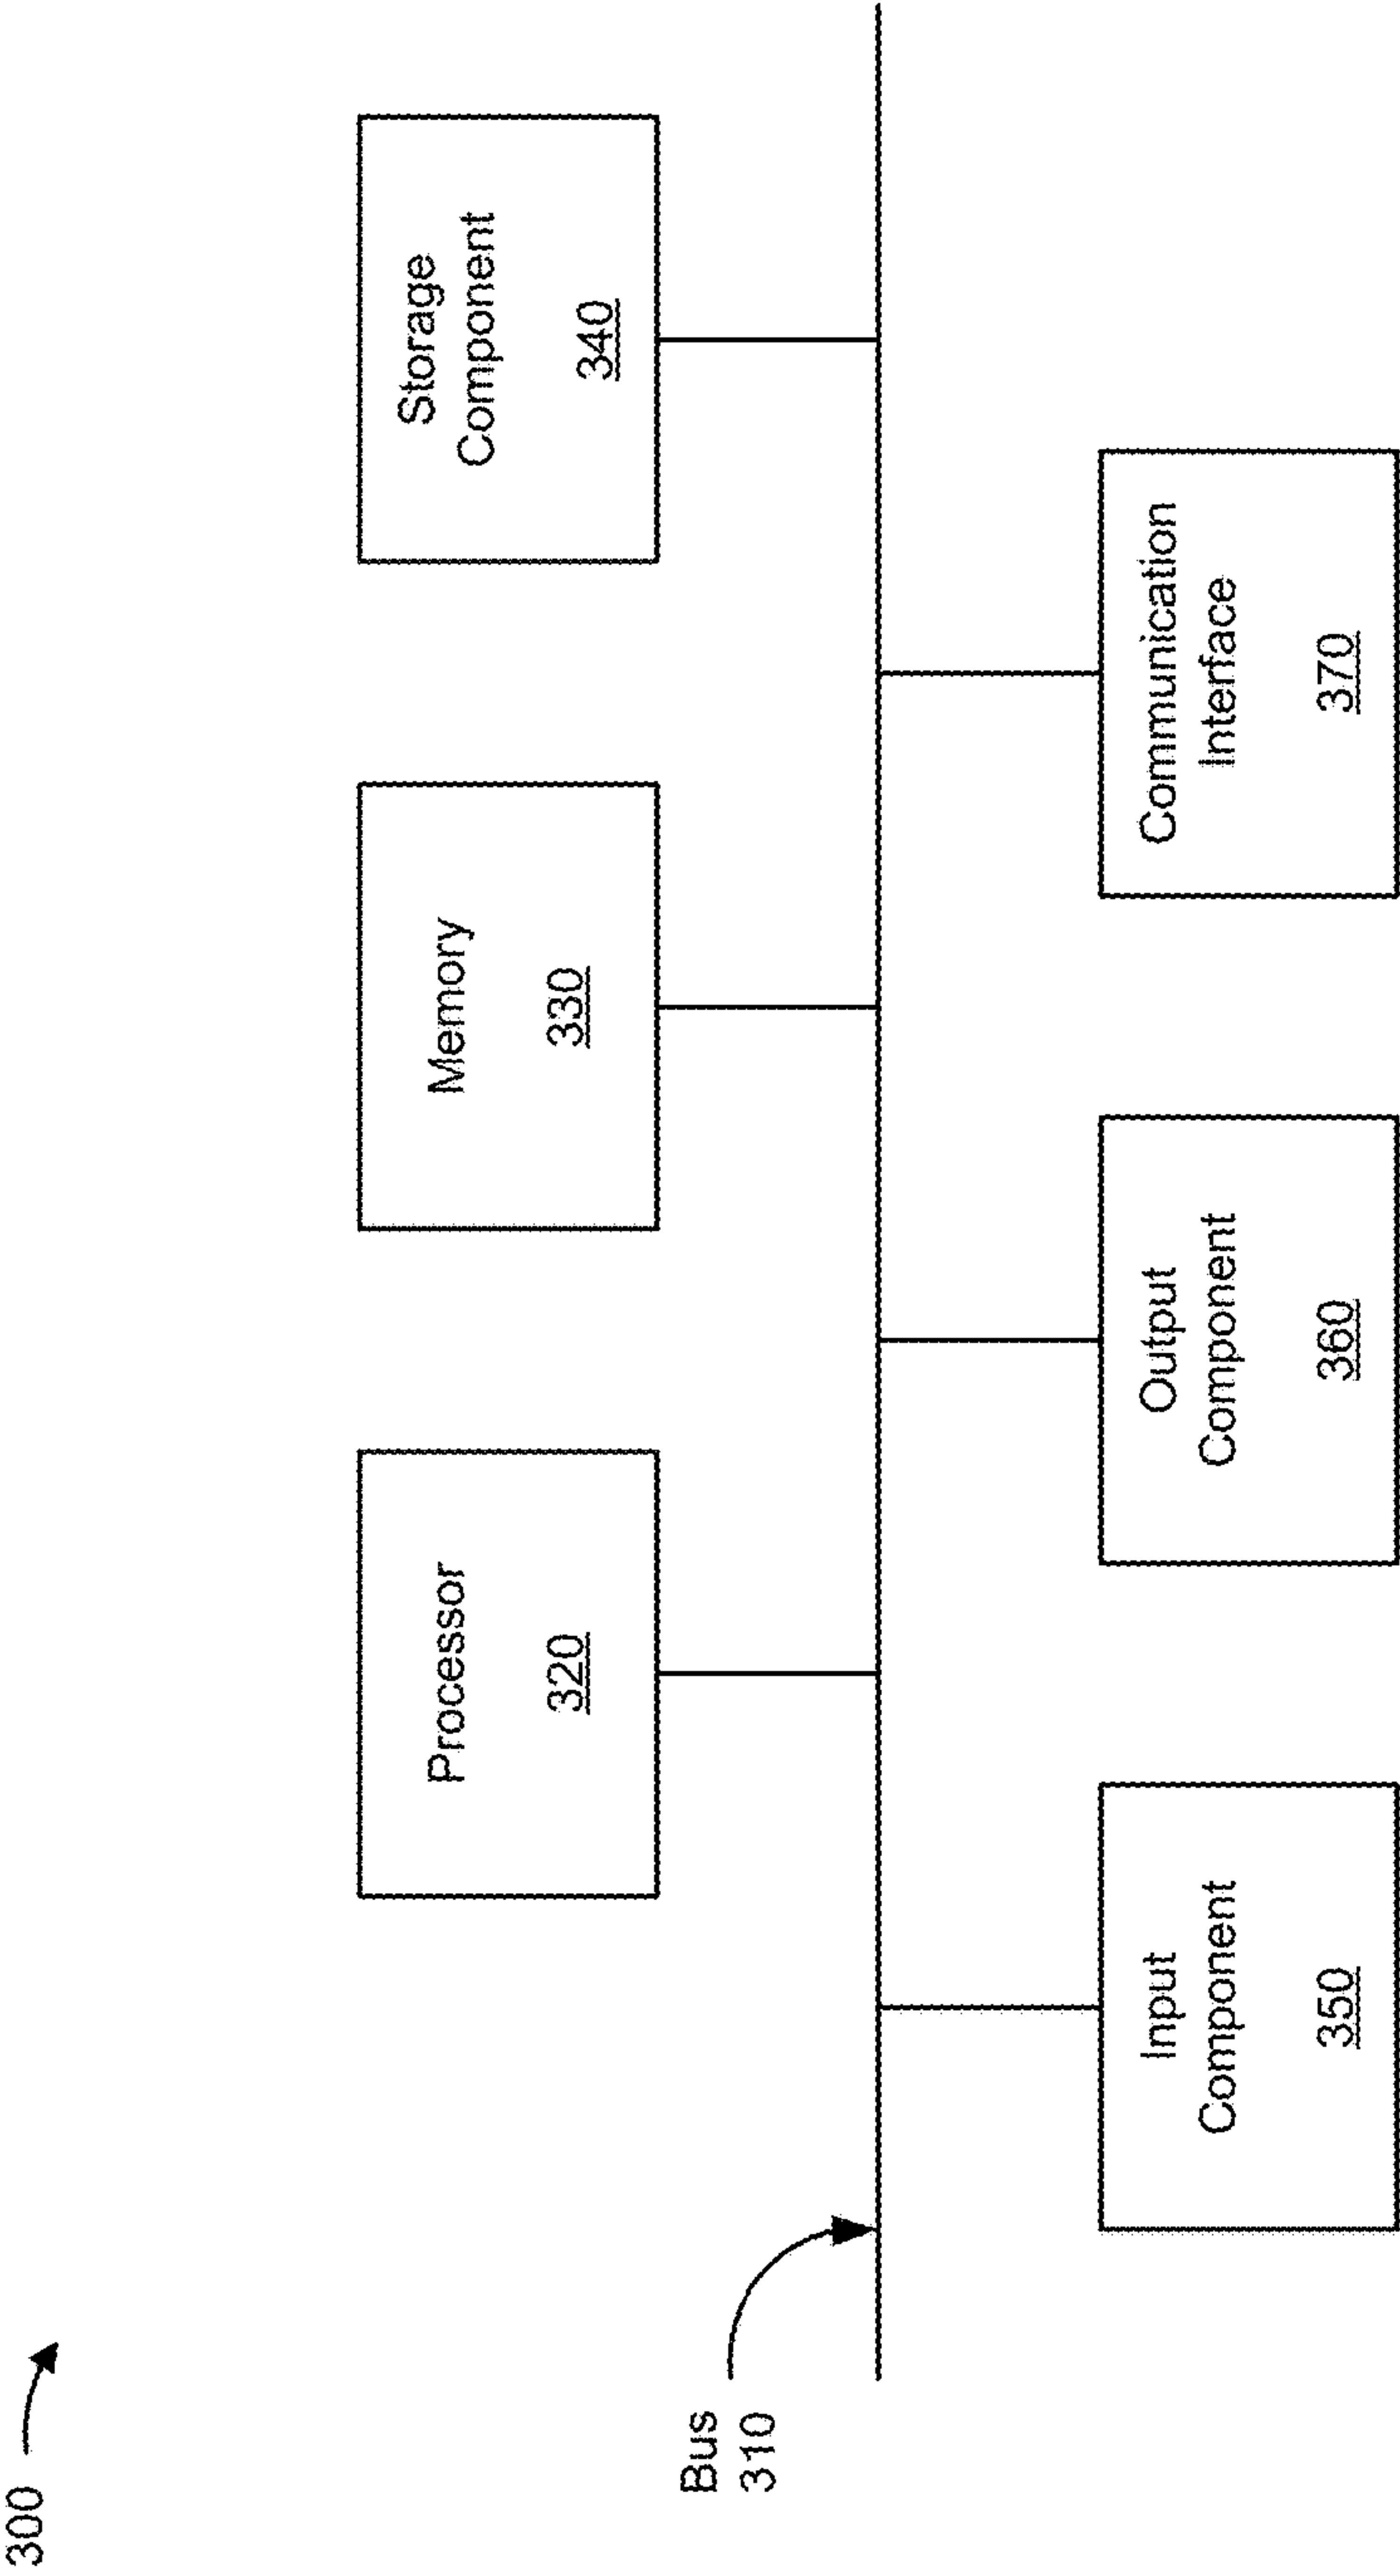 300
Bus
310
Processor
320
Memory
330
Storage
Component
340
Input
Component
350
Output
Component
360
Communication
Interface
370